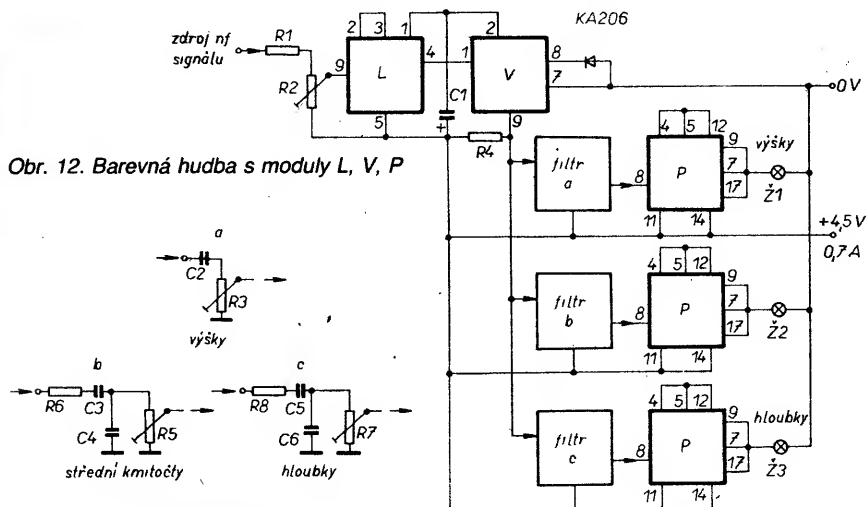 KA206
zdroj nf
signálu
R1
R2
9
2 3 1
L
4
5
C1
+
1
2
V
8
7
9
R4
0V
Obr. 12. Barevná hudba s moduly L, V, P
filtr
a
8
4 5 12
P
9
7
17
11 14
výšky
Ž1
+4,5V
0,7A
filtr
b
8
4 5 12
P
9
7
17
11 14
Ž2
filtr
c
8
4 5 12
P
9
7
17
11 14
hloubky
Ž3
a
C2
R3
výšky
b
R6
C3
C4
R5
střední kmitočty
c
R8
C5
C6
R7
hloubky